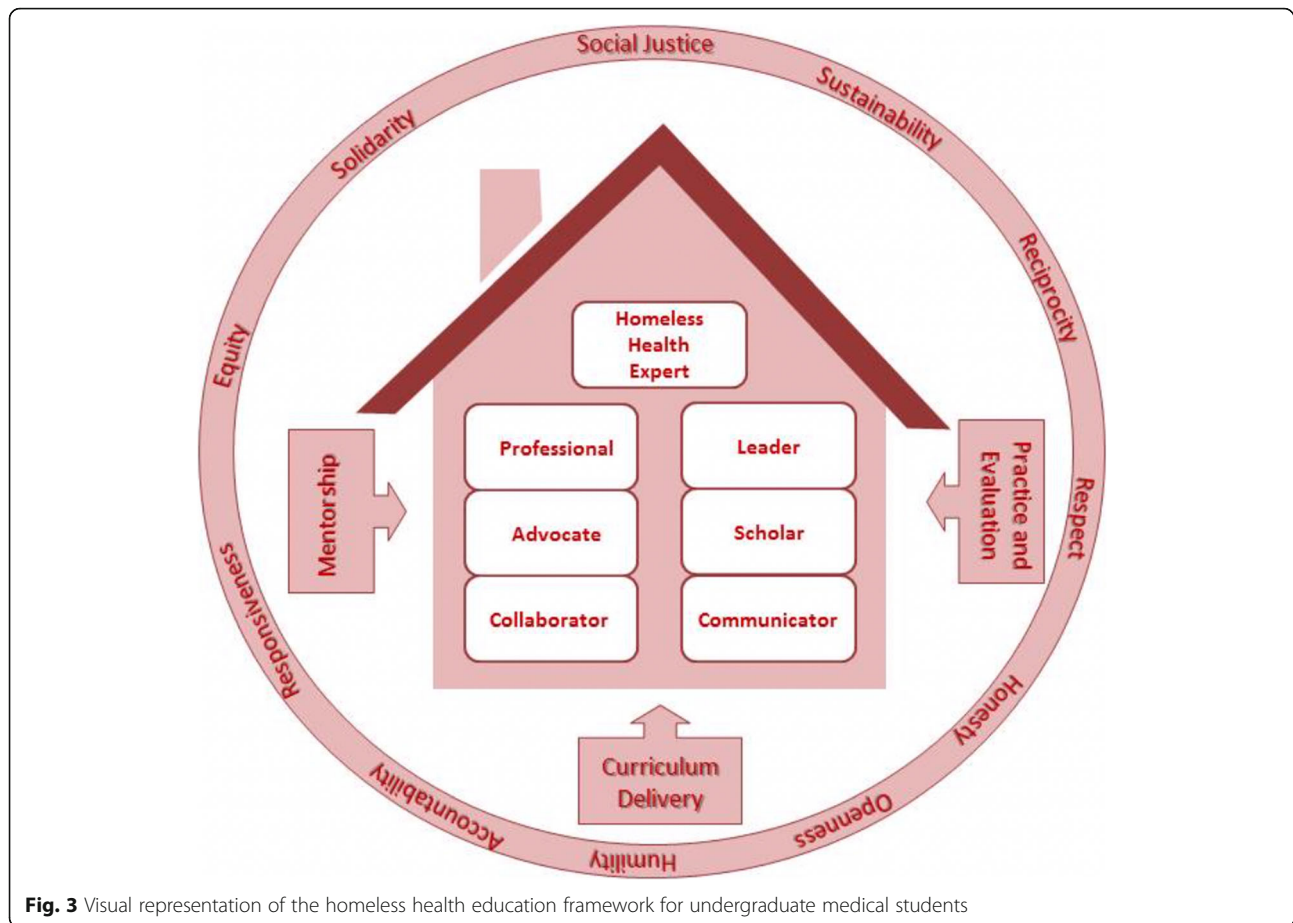 Social Justice
Sustainability
Reciprocity
Respect
Honesty
Openness
Humility
Accountability
Responsiveness
Equity
Solidarity
Homeless
Health
Expert
Professional
Leader
Advocate
Scholar
Collaborator
Communicator
Mentorship
Practice and
Evaluation
Curriculum
Delivery
Fig. 3 Visual representation of the homeless health education framework for undergraduate medical students